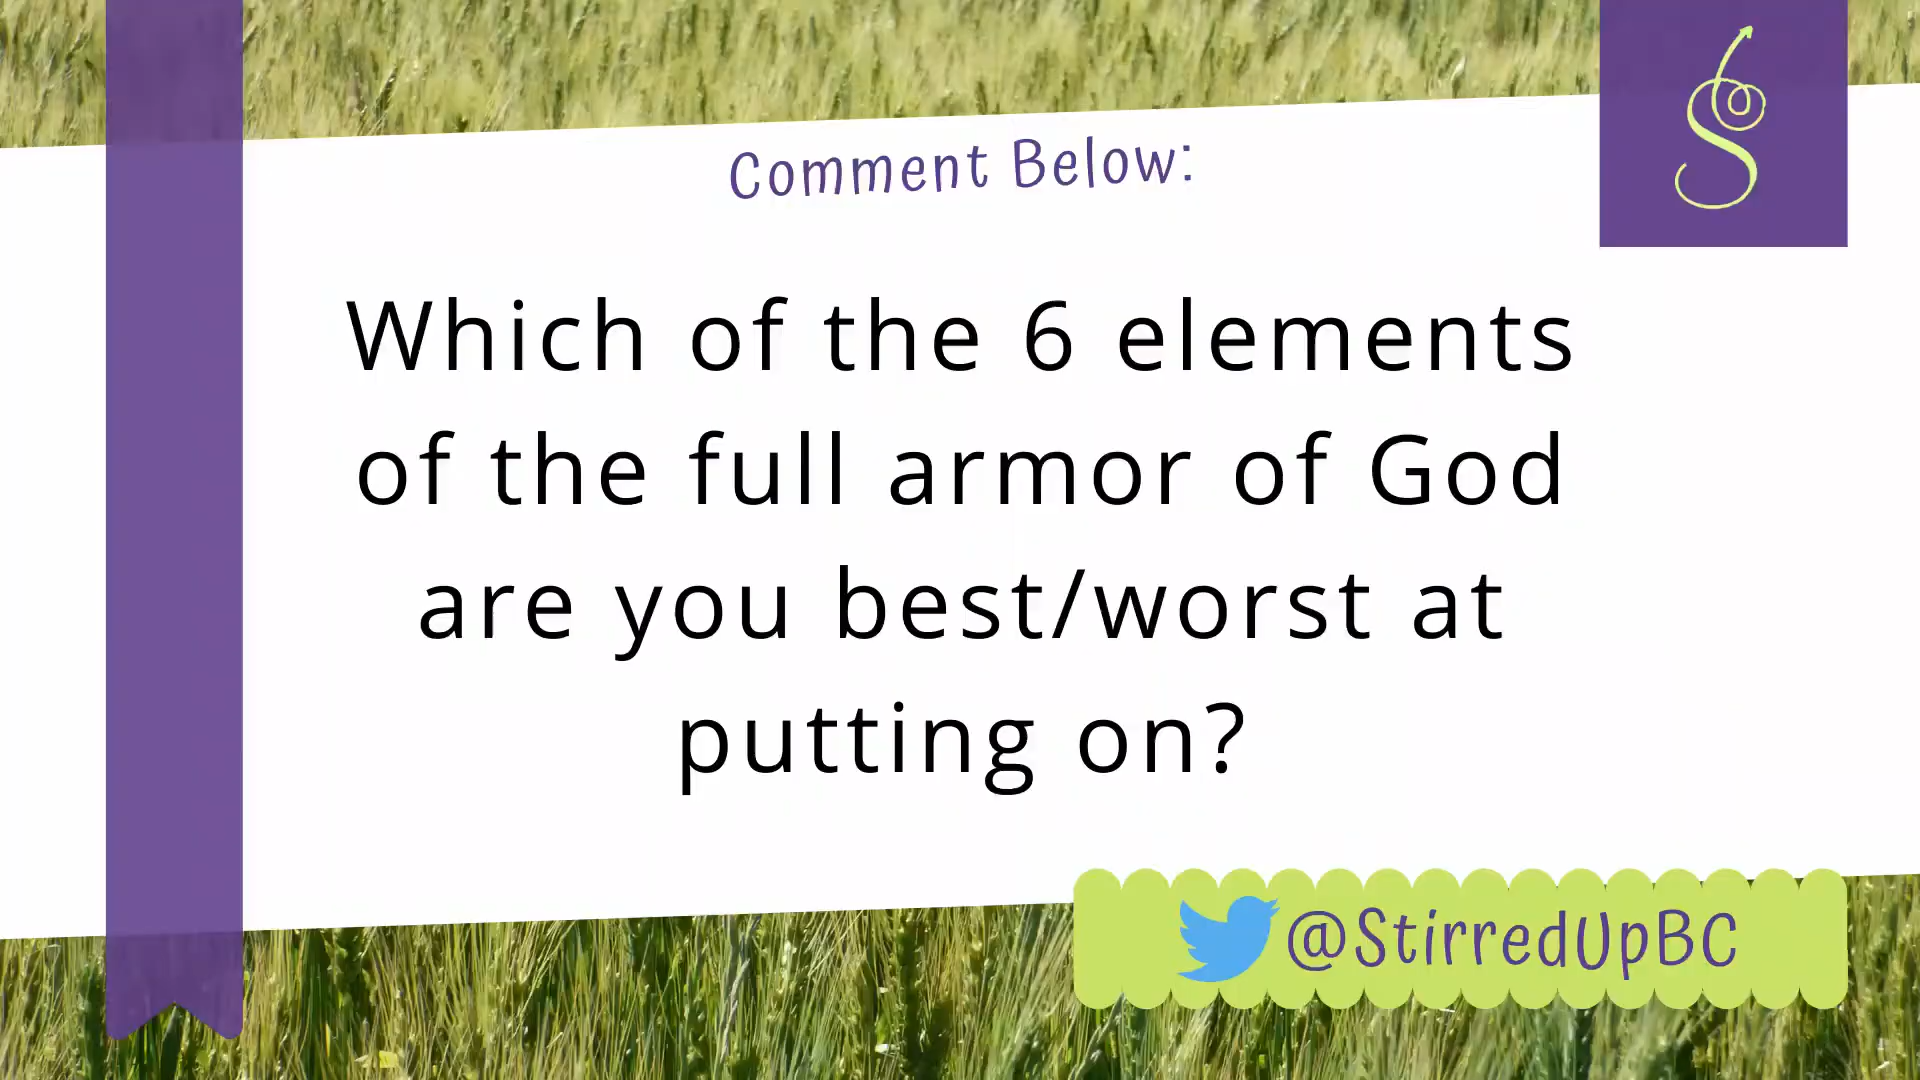 Comment Below:
Which of the 6 elements
of the full armor of God
are you best/worst at
putting on?
@StirredUpBC